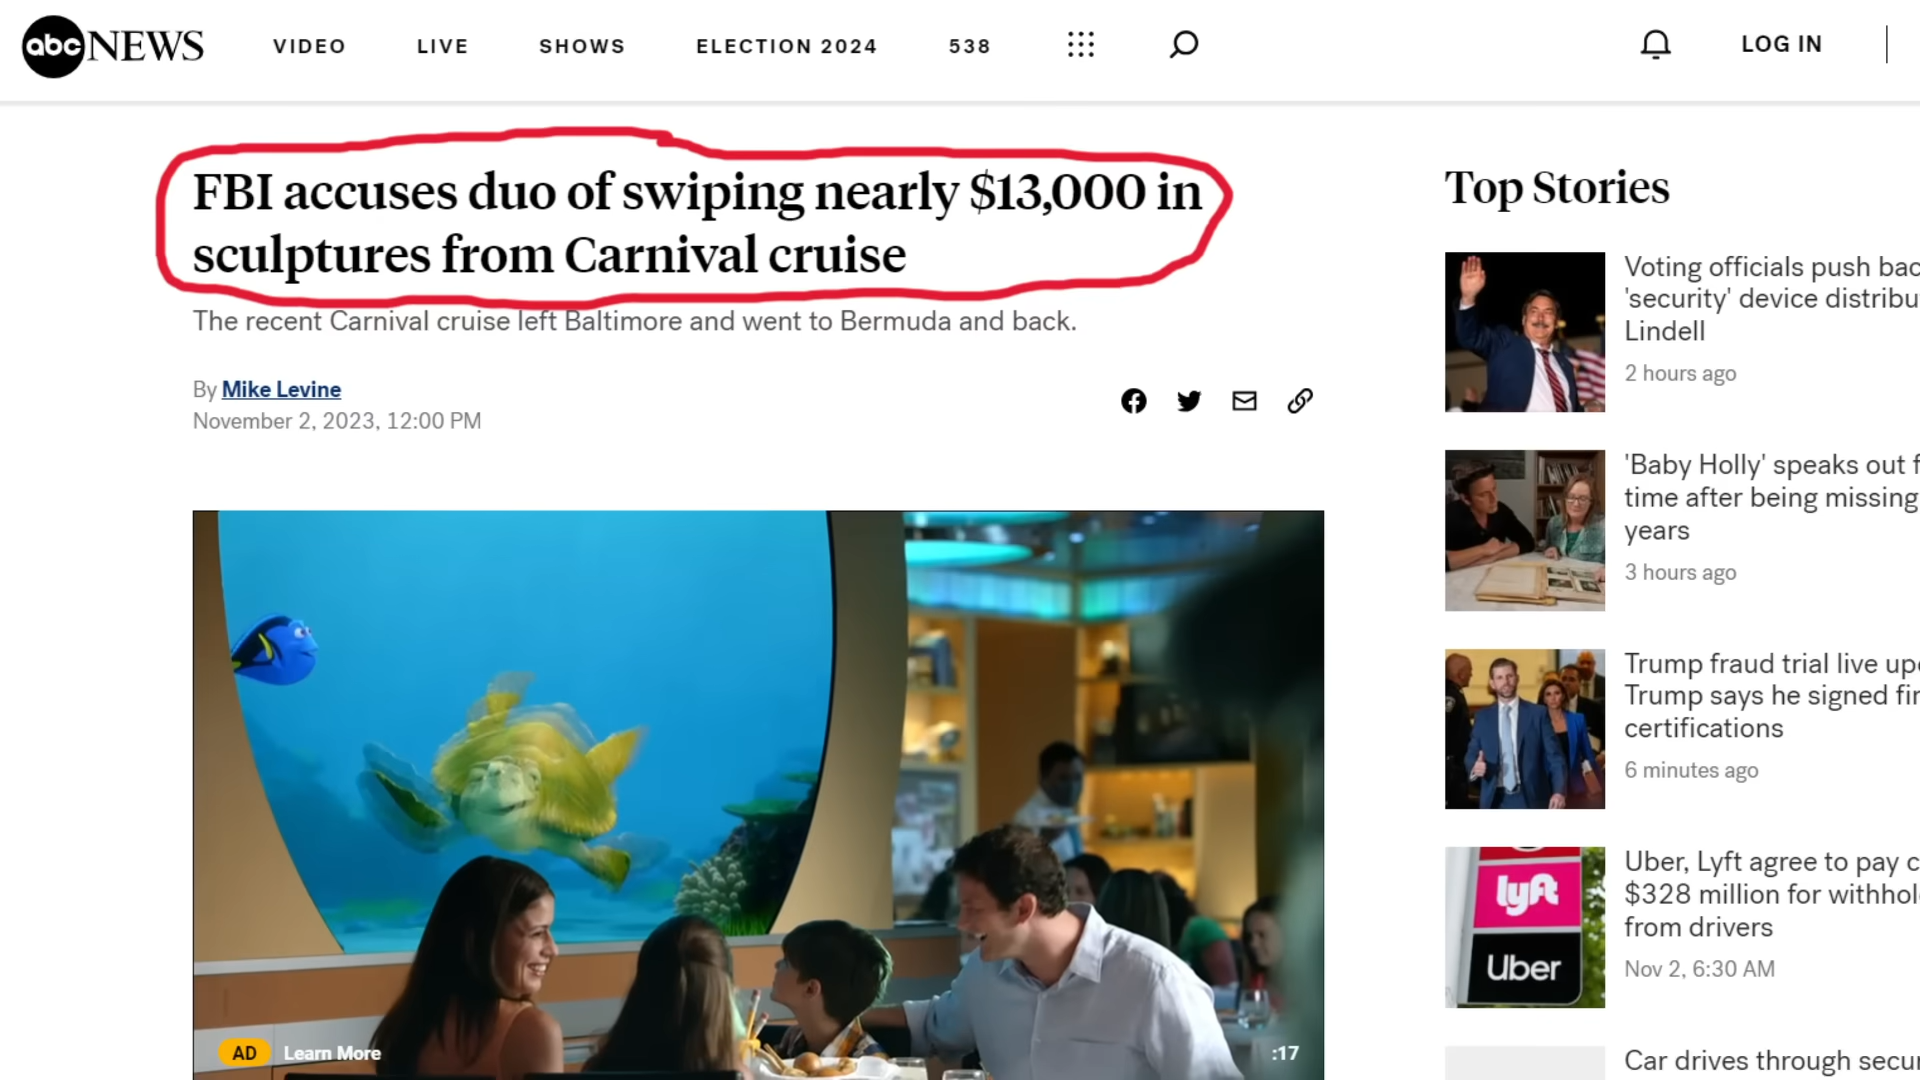 abc NEWS
VIDEO
LIVE
SHOWS
ELECTION 2024
538
LOG IN
FBI accuses duo of swiping nearly $13,000 in
sculptures from Carnival cruise
The recent Carnival cruise left Baltimore and went to Bermuda and back.
By Mike Levine
November 2, 2023, 12:00 PM
AD Learn More
:17
Top Stories
Voting officials push bac
'security' device distribu
Lindell
2 hours ago
'Baby Holly' speaks out f
time after being missing
years
3 hours ago
Trump fraud trial live up
Trump says he signed fin
certifications
6 minutes ago
lyft
Uber
Uber, Lyft agree to pay c
$328 million for withhol
from drivers
Nov 2, 6:30 AM
Car drives through secu